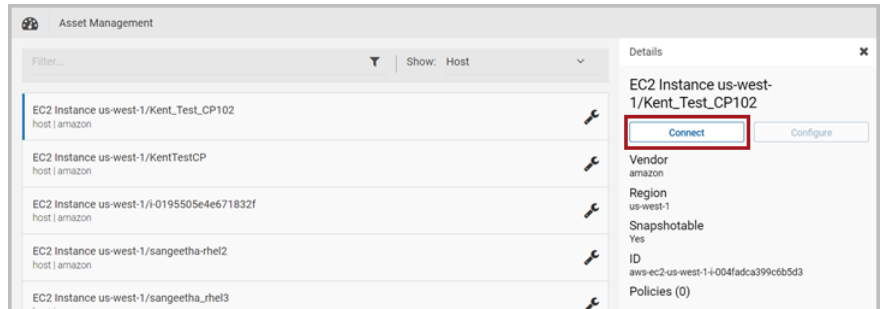 Asset Management
Filter...
Show: Host
EC2 Instance us-west-1/Kent_Test_CP102
host | amazon
EC2 Instance us-west-1/KentTestCP
host | amazon
EC2 Instance us-west-1/i-0195505e4e671832f
host | amazon
EC2 Instance us-west-1/sangeetha-rhel2
host | amazon
EC2 Instance us-west-1/sangeetha_rhel3
Details
EC2 Instance us-west-
1/Kent_Test_CP102
Connect
Configure
Vendor
amazon
Region
us-west-1
Snapshotable
Yes
ID
aws-ec2-us-west-1-i-004fadca399c6b5d3
Policies (0)